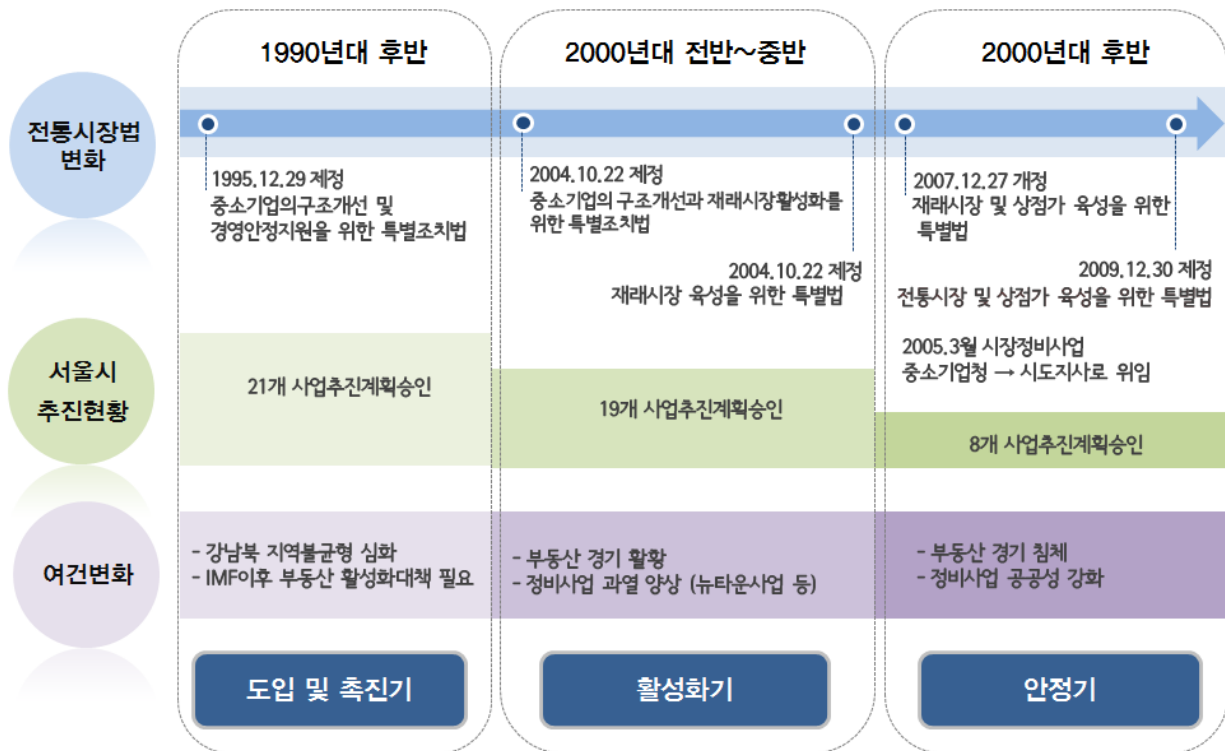 1990년대 후반
2000년대 전반~중반
2000년대 후반
전통시장법
변화
1995.12.29 제정
중소기업의구조개선 및
경영안정지원을 위한 특별조치법
2004.10.22 제정
중소기업의 구조개선과 재래시장활성화를
위한 특별조치법
2004.10.22 제정
재래시장 육성을 위한 특별법
2007.12.27 개정
재래시장 및 상점가 육성을 위한
특별법
2009.12.30 제정
전통시장 및 상점가 육성을 위한 특별법
서울시
추진현황
21개 사업추진계획승인
19개 사업추진계획승인
2005.3월 시장정비사업
중소기업청 → 시도지사로 위임
8개 사업추진계획승인
여건변화
- 강남북 지역불균형 심화
- IMF이후 부동산 활성화대책 필요
- 부동산 경기 활황
- 정비사업 과열 양상 (뉴타운사업 등)
- 부동산 경기 침체
- 정비사업 공공성 강화
도입 및 촉진기
활성화기
안정기